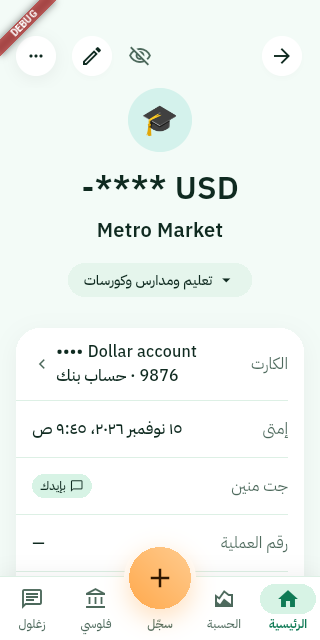 DEBUG
-**** USD
Metro Market
تعليم ومدارس وكورسات
الكارت
•••• Dollar account
9876 · حساب بنك
إمتى
١٥ نوفمبر ٢٠٢٦، ٩:٤٥ ص
جت منين
بإيدك
رقم العملية
—
الرئيسية
الحسبة
سجّل
فلوسي
زغلول